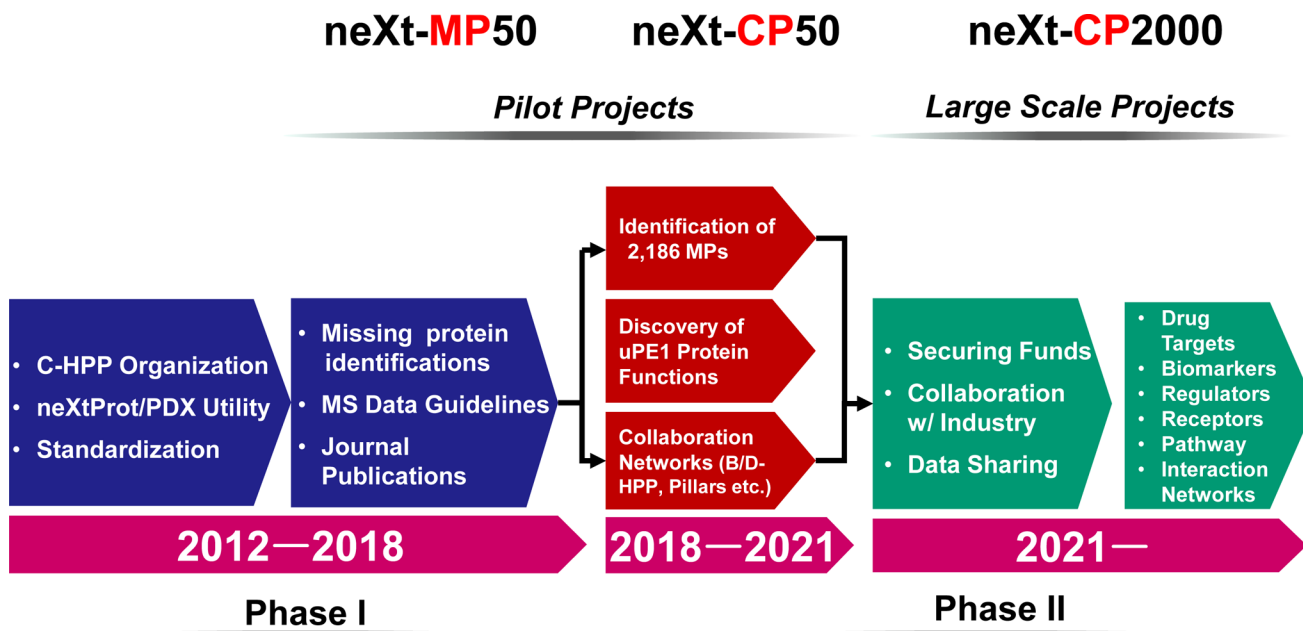 neXt-MP50
neXt-CP50
neXt-CP2000
Pilot Projects
Large Scale Projects
• C-HPP Organization
• neXtProt/PDX Utility
• Standardization
• Missing protein
identifications
• MS Data Guidelines
• Journal
Publications
Identification of
2,186 MPs
Discovery of
uPE1 Protein
Functions
Collaboration
Networks (B/D-
HPP, Pillars etc.)
• Securing Funds
• Collaboration
w/ Industry
• Data Sharing
• Drug
Targets
• Biomarkers
• Regulators
• Receptors
• Pathway
• Interaction
Networks
2012—2018
2018—2021
2021—
Phase I
Phase II